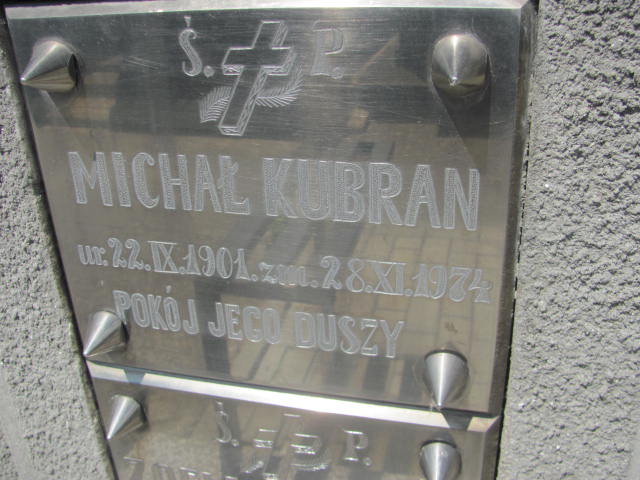 Ś. P.
MICHAŁ KUBRAN
ur. 22.IX.1901. zm. 28.XI.1974
POKÓJ JEGO DUSZY
Ś. P.